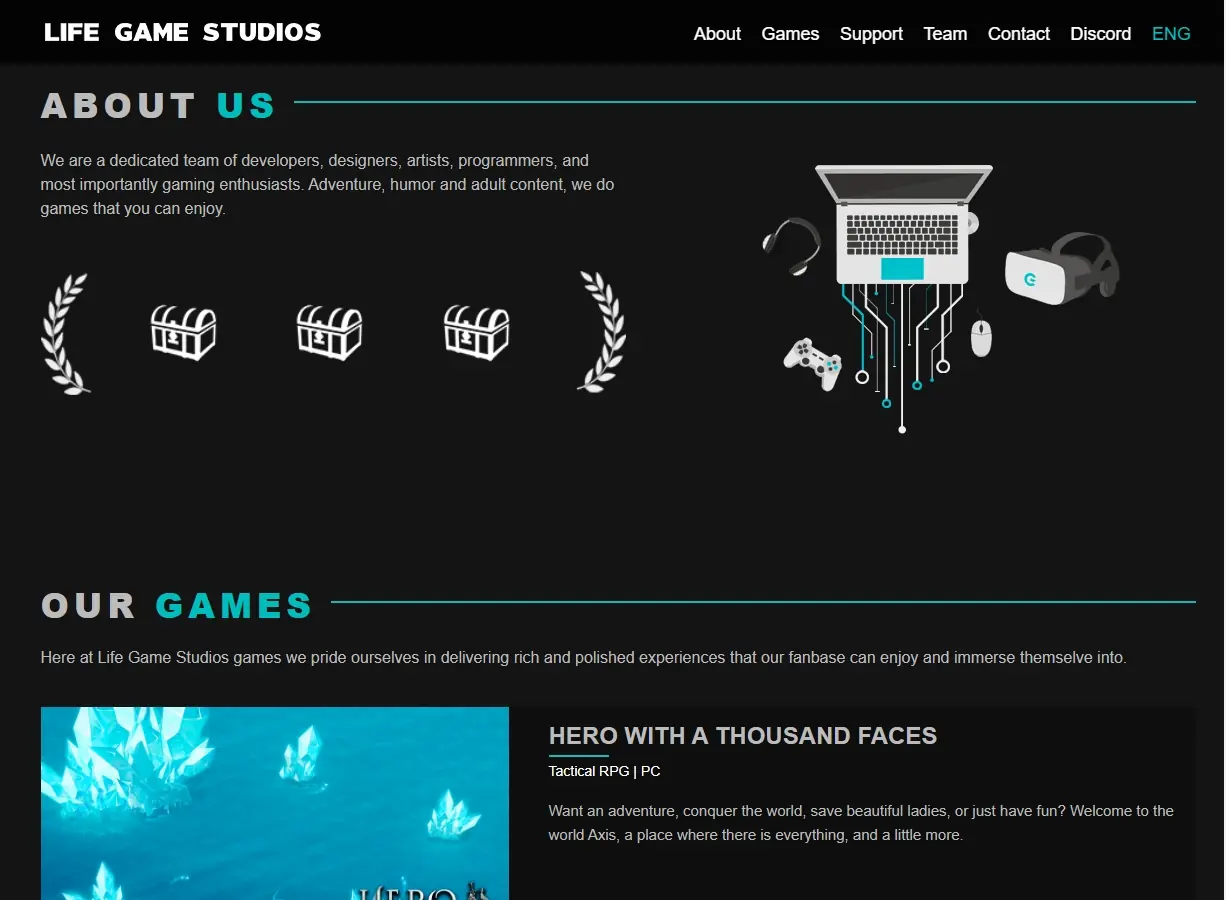 LIFE GAME STUDIOS
About Games Support Team Contact Discord ENG
ABOUT US
We are a dedicated team of developers, designers, artists, programmers, and
most importantly gaming enthusiasts. Adventure, humor and adult content, we do
games that you can enjoy.
G
OUR GAMES
Here at Life Game Studios games we pride ourselves in delivering rich and polished experiences that our fanbase can enjoy and immerse themselve into.
HERO WITH A THOUSAND FACES
Tactical RPG | PC
Want an adventure, conquer the world, save beautiful ladies, or just have fun? Welcome to the
world Axis, a place where there is everything, and a little more.
HERO